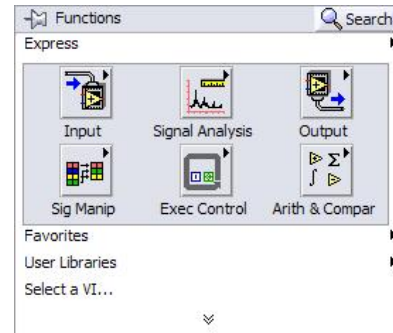 Functions Search
Express
Input Signal Analysis Output
Sig Manip Exec Control Arith & Compar
Favorites
User Libraries
Select a VI...